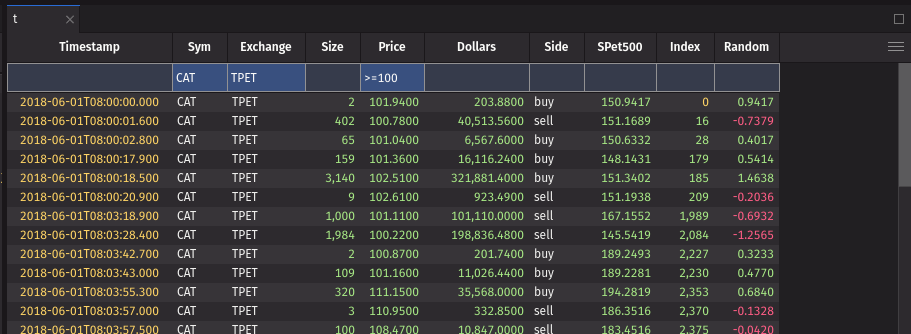 t
Timestamp Sym Exchange Size Price Dollars Side SPet500 Index Random
CAT TPET >=100
2018-06-01T08:00:00.000 CAT TPET 2 101.9400 203.8800 buy 150.9417 0 0.9417
2018-06-01T08:00:01.600 CAT TPET 402 100.7800 40,513.5600 sell 151.1689 16 -0.7379
2018-06-01T08:00:02.800 CAT TPET 65 101.0400 6,567.6000 buy 150.6332 28 0.4017
2018-06-01T08:00:17.900 CAT TPET 159 101.3600 16,116.2400 buy 148.1431 179 0.5414
2018-06-01T08:00:18.500 CAT TPET 3,140 102.5100 321,881.4000 buy 151.3402 185 1.4638
2018-06-01T08:00:20.900 CAT TPET 9 102.6100 923.4900 sell 151.1938 209 -0.2036
2018-06-01T08:03:18.900 CAT TPET 1,000 101.1100 101,110.0000 sell 167.1552 1,989 -0.6932
2018-06-01T08:03:28.400 CAT TPET 1,984 100.2200 198,836.4800 sell 145.5419 2,084 -1.2565
2018-06-01T08:03:42.700 CAT TPET 2 100.8700 201.7400 buy 189.2493 2,227 0.3233
2018-06-01T08:03:43.000 CAT TPET 109 101.1600 11,026.4400 buy 189.2281 2,230 0.4770
2018-06-01T08:03:55.300 CAT TPET 320 111.1500 35,568.0000 buy 194.2819 2,353 0.6840
2018-06-01T08:03:57.000 CAT TPET 3 110.9500 332.8500 sell 186.3516 2,370 -0.1328
2018-06-01T08:03:57.500 CAT TPET 100 108.4700 10,847.0000 sell 183.4516 2,375 -0.0420